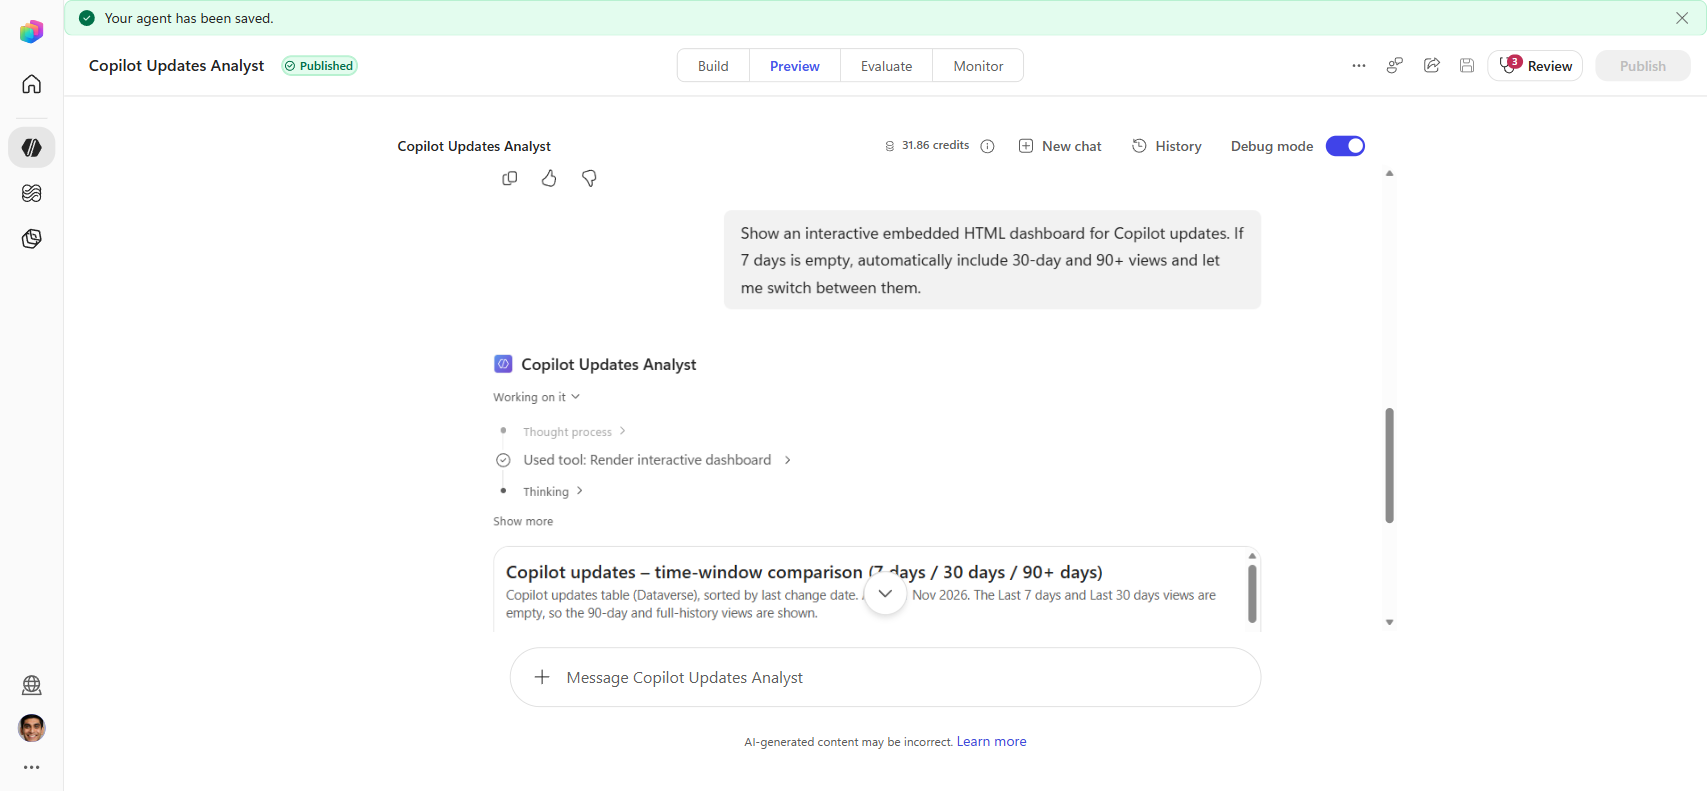 Your agent has been saved.
Copilot Updates Analyst
Published
Build
Preview
Evaluate
Monitor
3
Review
Publish
Copilot Updates Analyst
31.86 credits
New chat
History
Debug mode
Show an interactive embedded HTML dashboard for Copilot updates. If
7 days is empty, automatically include 30-day and 90+ views and let
me switch between them.
Copilot Updates Analyst
Working on it
Thought process
Used tool: Render interactive dashboard
Thinking
Show more
Copilot updates – time-window comparison (7 days / 30 days / 90+ days)
Copilot updates table (Dataverse), sorted by last change date. Nov 2026. The Last 7 days and Last 30 days views are
empty, so the 90-day and full-history views are shown.
Message Copilot Updates Analyst
AI-generated content may be incorrect. Learn more